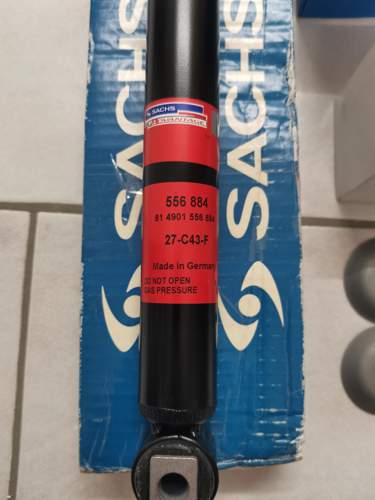 SACHS
SACHS
ADVANTAGE
556 884
81 4901 556 884
27-C43-F
Made in Germany
DO NOT OPEN
GAS PRESSURE
SACHS